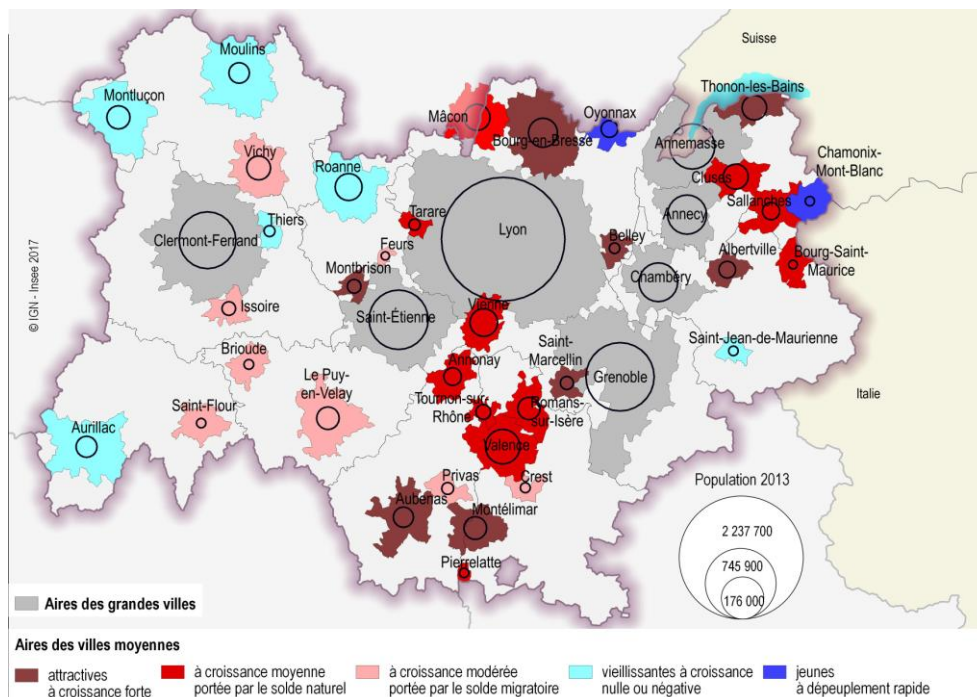 Suisse
Moulins
Thonon-les-Bains
Montluçon
Mâcon
Oyonnax
Bourg-en-Bresse
Annemasse
Chamonix-
Mont-Blanc
Vichy
Roanne
Cluses
Sallanches
Tarare
Annecy
Thiers
Lyon
Clermont-Ferrand
Feurs
Belley
Albertville
Bourg-Saint-
Maurice
Montbrison
Chambéry
© IGN - Insee 2017
Issoire
Saint-Étienne
Vienne
Saint-Jean-de-Maurienne
Saint-
Marcellin
Brioude
Annonay
Le Puy-
en-Velay
Grenoble
Italie
Saint-Flour
Tournon-sur-
Rhône
Romans-
sur-Isère
Aurillac
Valence
Privas
Crest
Population 2013
Aubenas
Montélimar
2 237 700
745 900
176 000
Pierrelatte
Aires des grandes villes
Aires des villes moyennes
attractives
à croissance forte
à croissance moyenne
portée par le solde naturel
à croissance modérée
portée par le solde migratoire
vieillissantes à croissance
nulle ou négative
jeunes
à dépeuplement rapide